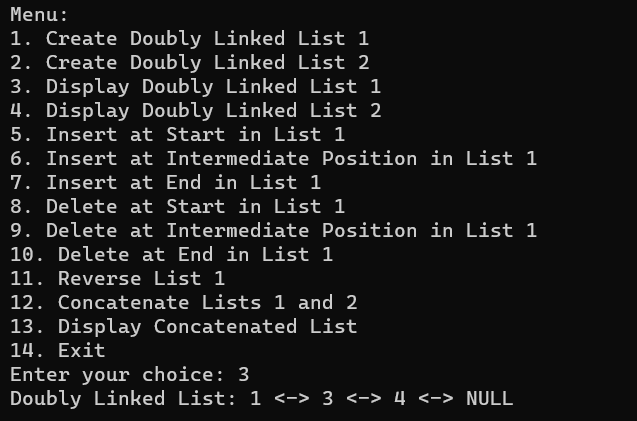 Menu:
1. Create Doubly Linked List 1
2. Create Doubly Linked List 2
3. Display Doubly Linked List 1
4. Display Doubly Linked List 2
5. Insert at Start in List 1
6. Insert at Intermediate Position in List 1
7. Insert at End in List 1
8. Delete at Start in List 1
9. Delete at Intermediate Position in List 1
10. Delete at End in List 1
11. Reverse List 1
12. Concatenate Lists 1 and 2
13. Display Concatenated List
14. Exit
Enter your choice: 3
Doubly Linked List: 1 <-> 3 <-> 4 <-> NULL